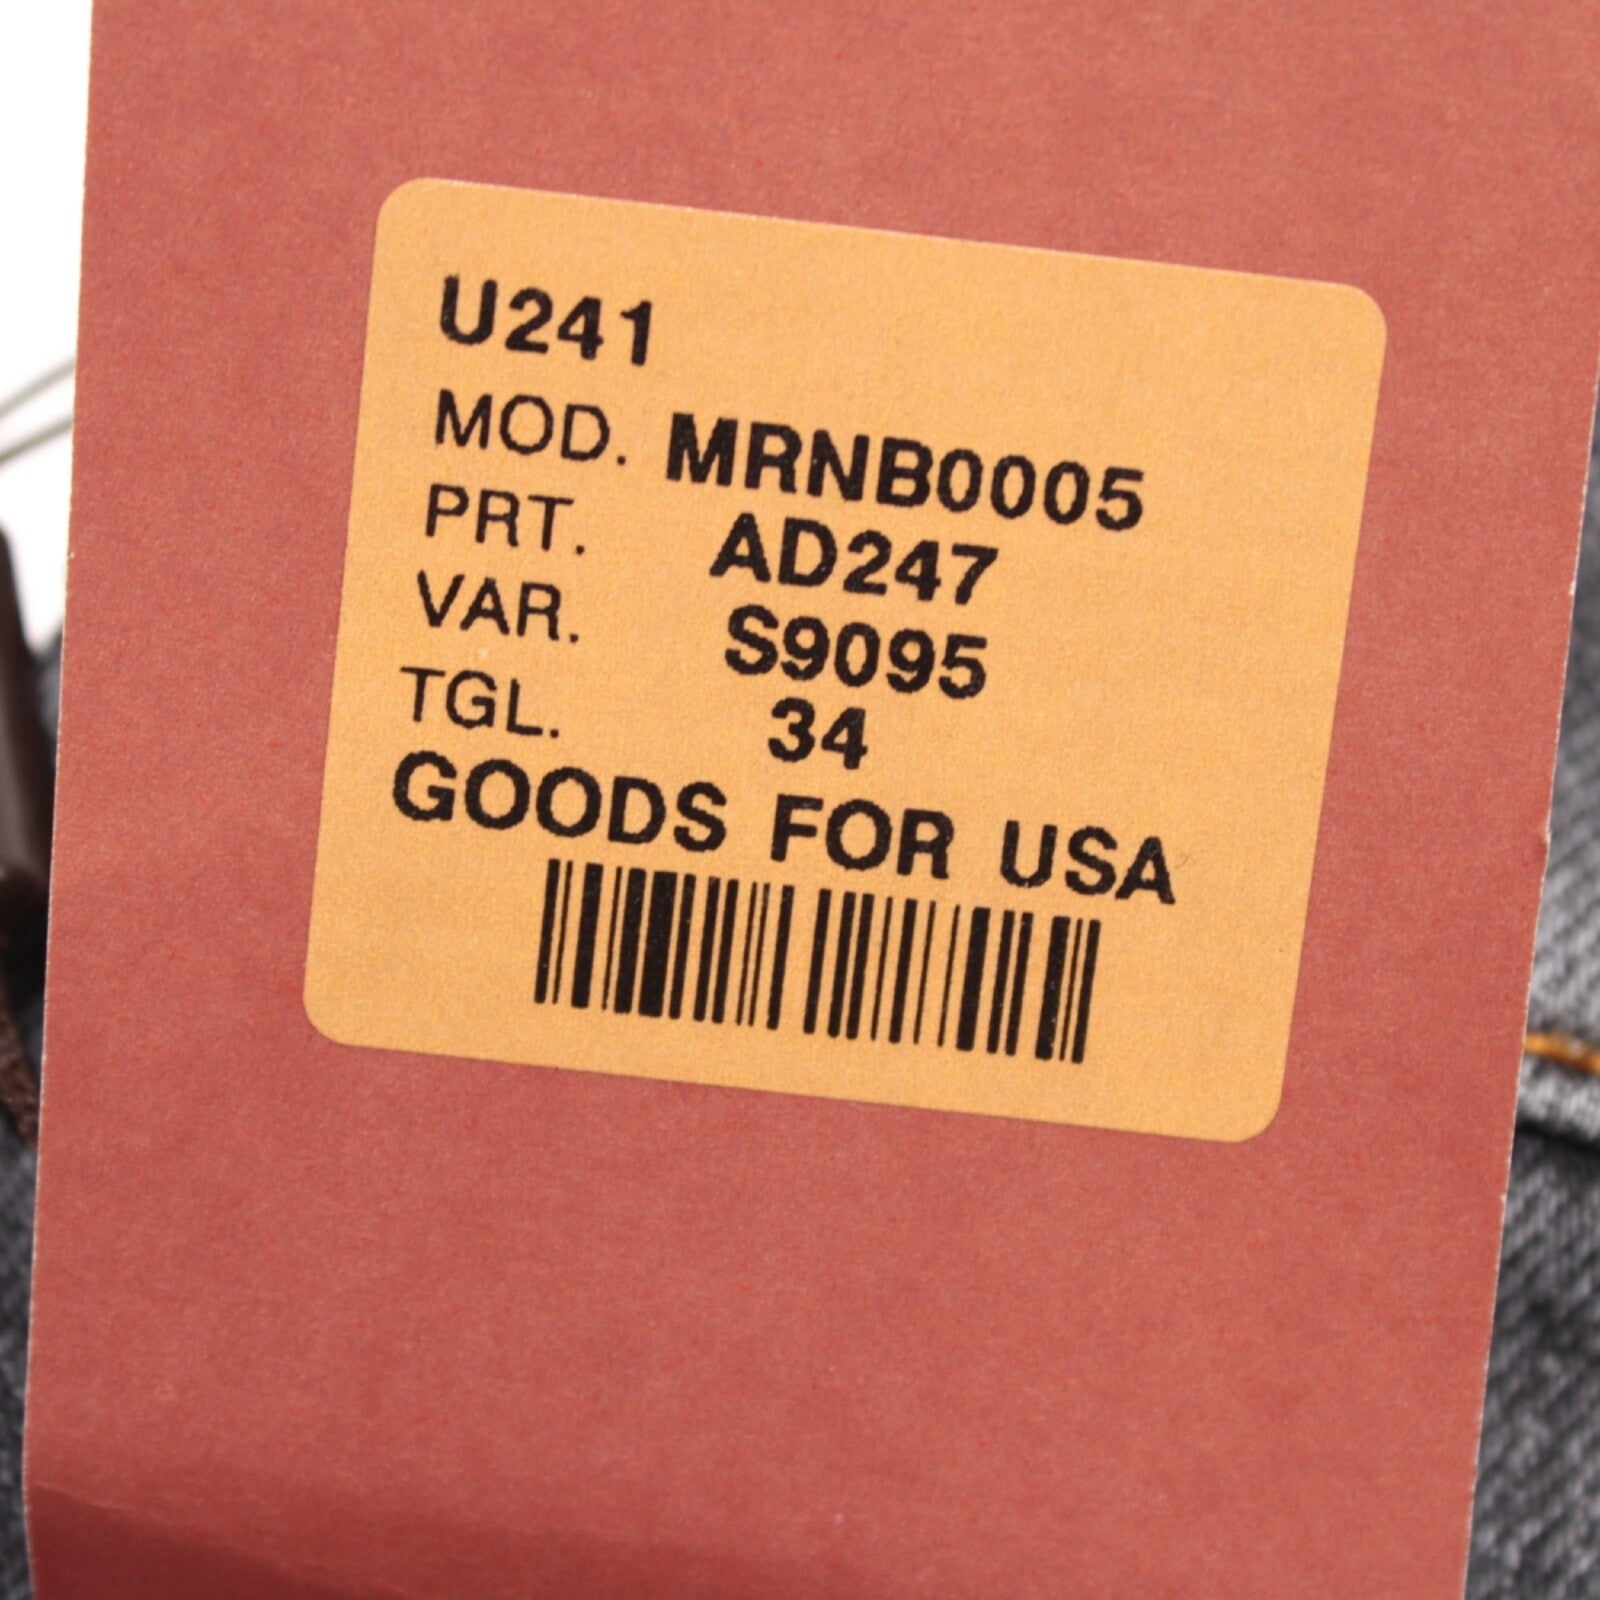 U241
MOD. MRNB0005
PRT. AD247
VAR. S9095
TGL. 34
GOODS FOR USA